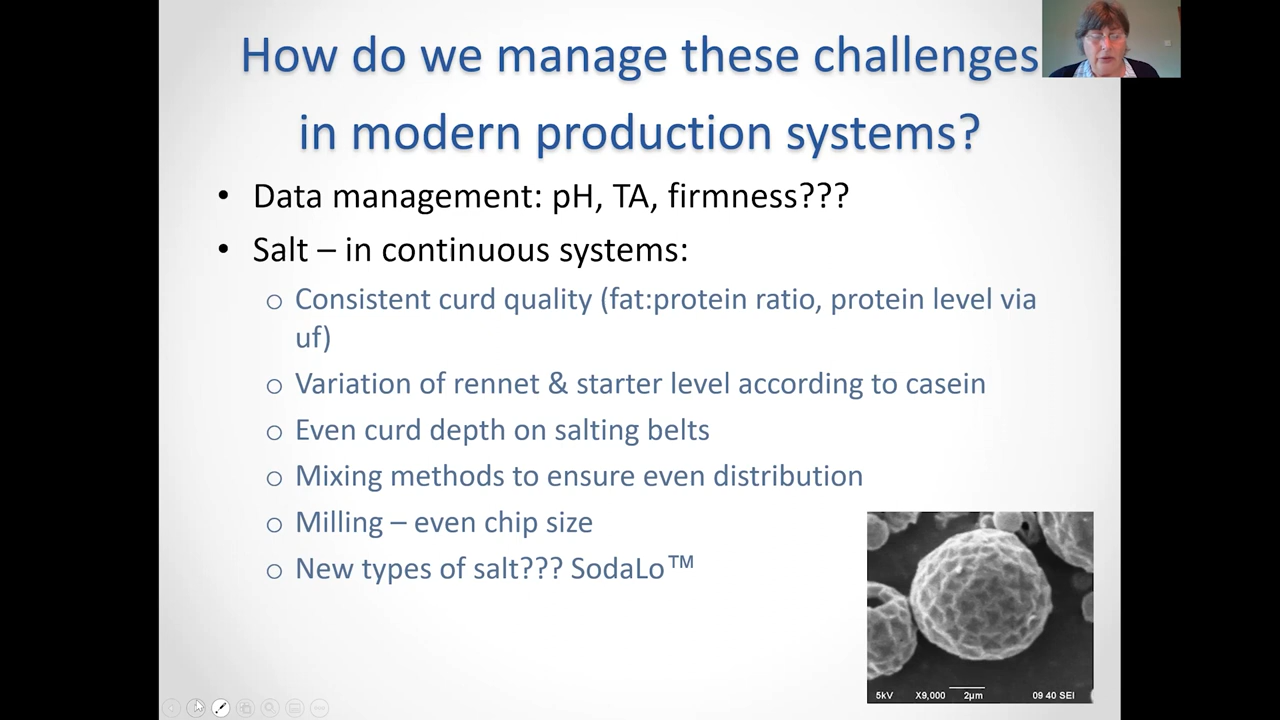 How do we manage these challenges
in modern production systems?
• Data management: pH, TA, firmness???
• Salt – in continuous systems:
o Consistent curd quality (fat:protein ratio, protein level via
uf)
o Variation of rennet & starter level according to casein
o Even curd depth on salting belts
o Mixing methods to ensure even distribution
o Milling – even chip size
o New types of salt??? SodaLo™
5kV X9,000 2µm 09 40 SEI